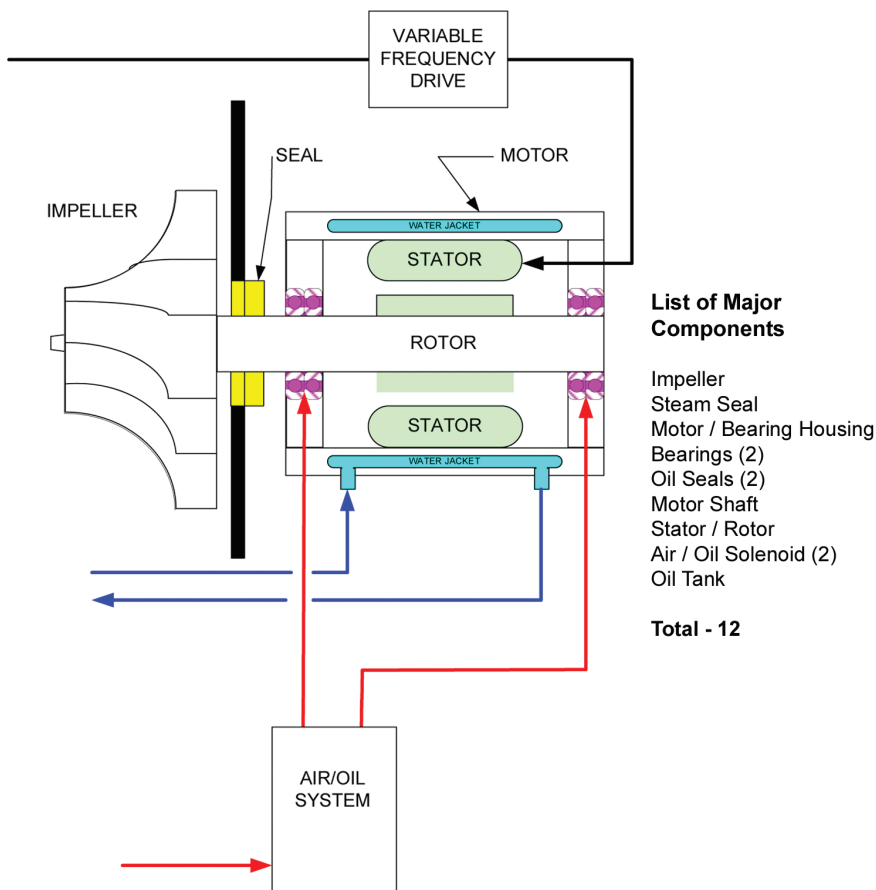 VARIABLE
FREQUENCY
DRIVE
SEAL
MOTOR
IMPELLER
WATER JACKET
STATOR
ROTOR
STATOR
WATER JACKET
List of Major
Components
Impeller
Steam Seal
Motor / Bearing Housing
Bearings (2)
Oil Seals (2)
Motor Shaft
Stator / Rotor
Air / Oil Solenoid (2)
Oil Tank
Total - 12
AIR/OIL
SYSTEM